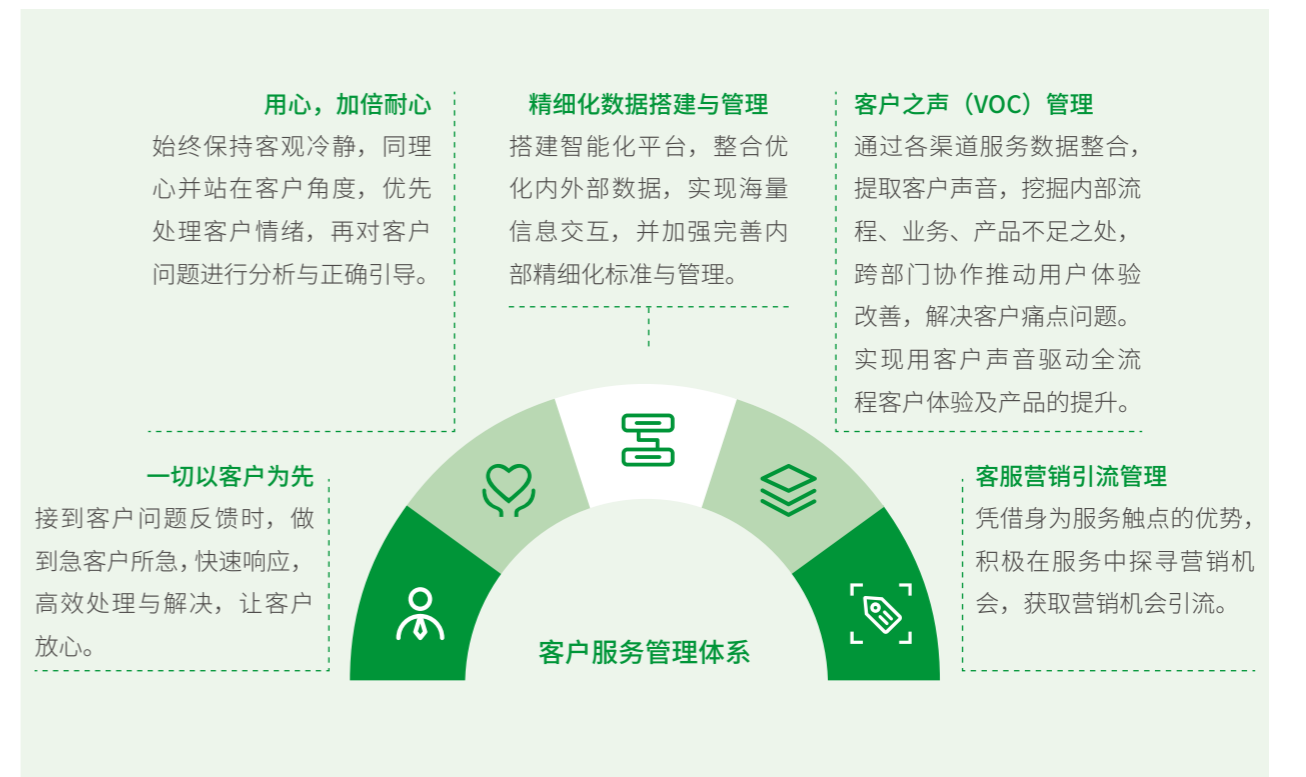 用心，加倍耐心
始终保持客观冷静，同理
心并站在客户角度，优先
处理客户情绪，再对客户
问题进行分析与正确引导。
精细化数据搭建与管理
搭建智能化平台，整合优
化内外部数据，实现海量
信息交互，并加强完善内
部精细化标准与管理。
客户之声（VOC）管理
通过各渠道服务数据整合，
提取客户声音，挖掘内部流
程、业务、产品不足之处，
跨部门协作推动用户体验
改善，解决客户痛点问题。
实现用客户声音驱动全流
程客户体验及产品的提升。
一切以客户为先
接到客户问题反馈时，做
到急客户所急，快速响应，
高效处理与解决，让客户
放心。
客服营销引流管理
凭借身为服务触点的优势，
积极在服务中探寻营销机
会，获取营销机会引流。
客户服务管理体系